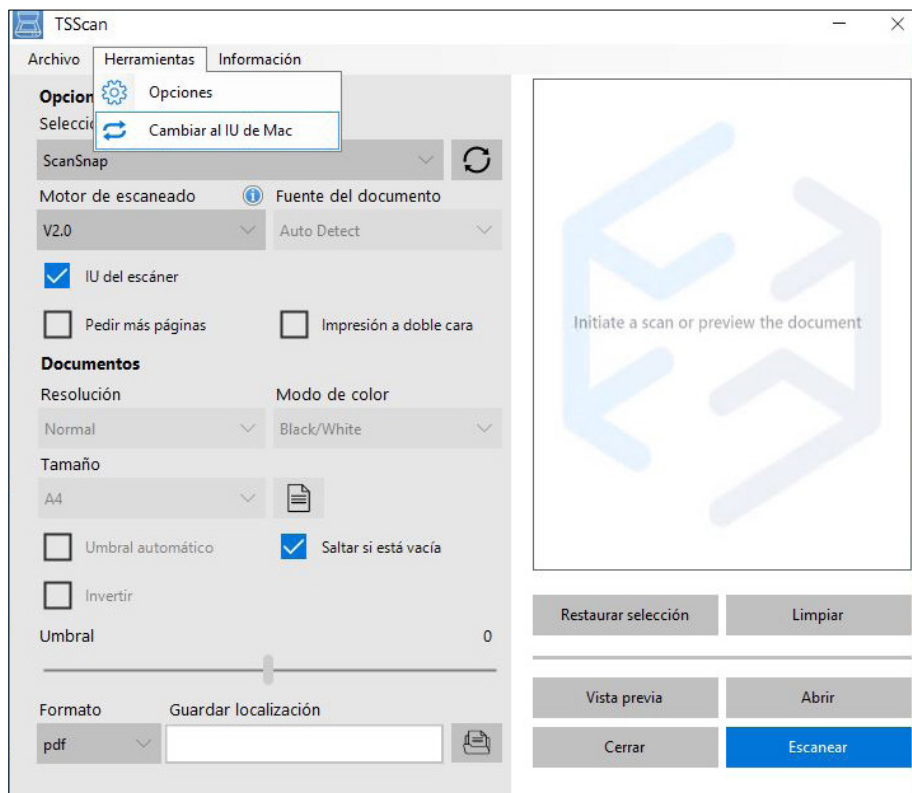 TSScan
Archivo Herramientas Información
Opciones
Cambiar al IU de Mac
Opcion
Selecci
ScanSnap
Motor de escaneado Fuente del documento
V2.0 Auto Detect
IU del escáner
Pedir más páginas Impresión a doble cara
Documentos
Resolución Modo de color
Normal Black/White
Tamaño
A4
Umbral automático Saltar si está vacía
Invertir
Umbral 0
Formato Guardar localización
pdf
Initiate a scan or preview the document
Restaurar selección Limpiar
Vista previa Abrir
Cerrar Escanear